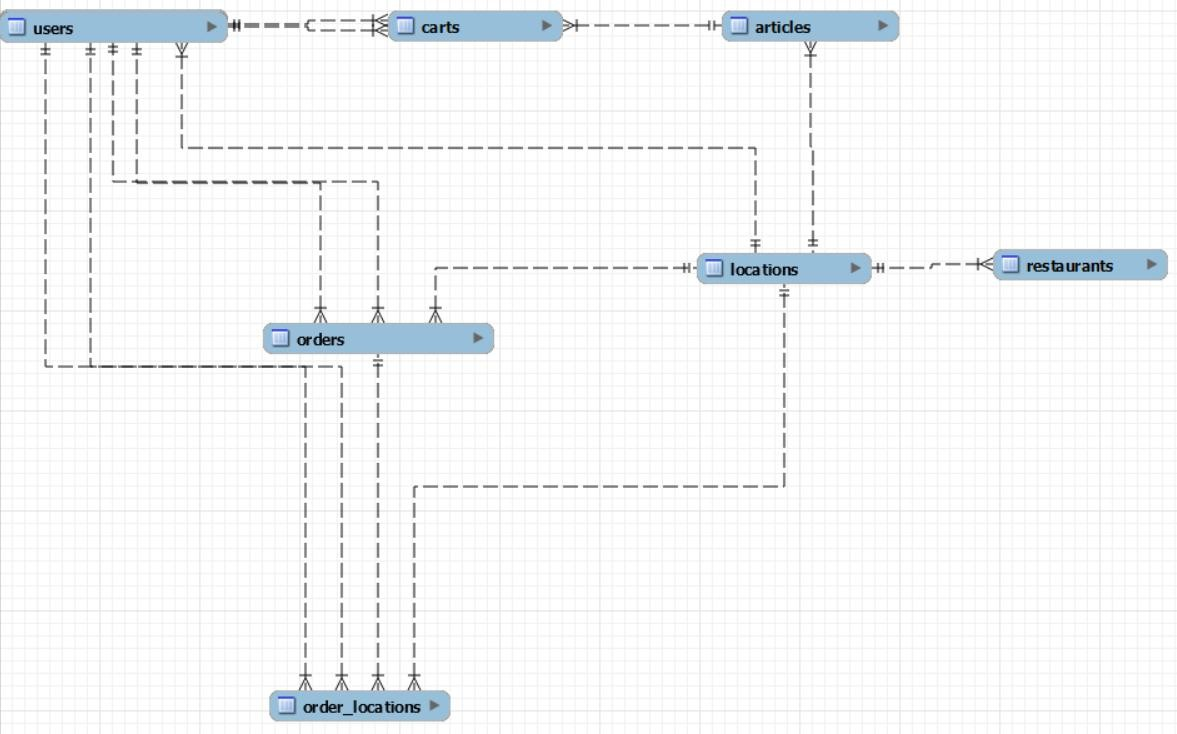 users
carts
articles
locations
restaurants
orders
order_locations